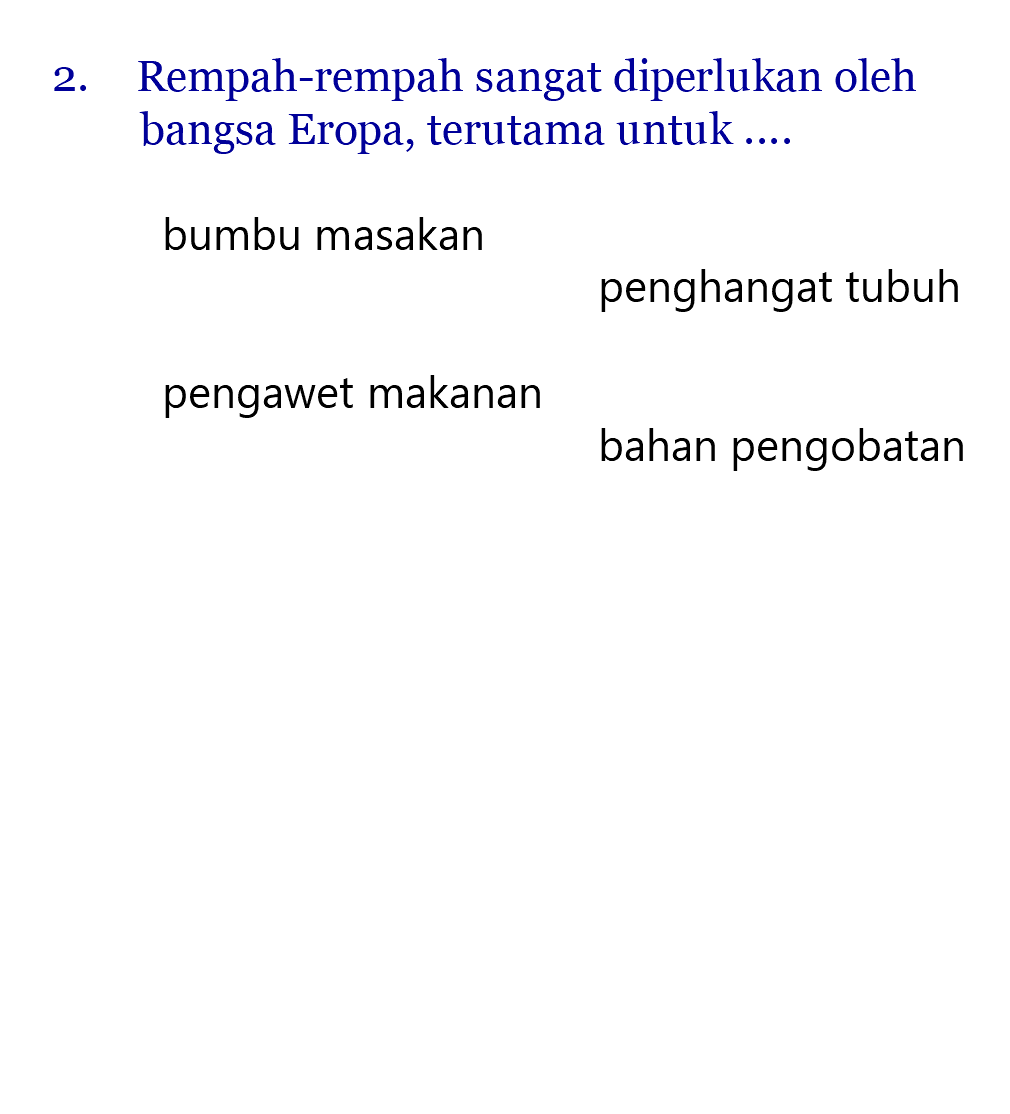 2. Rempah-rempah sangat diperlukan oleh
bangsa Eropa, terutama untuk ....
bumbu masakan
penghangat tubuh
pengawet makanan
bahan pengobatan